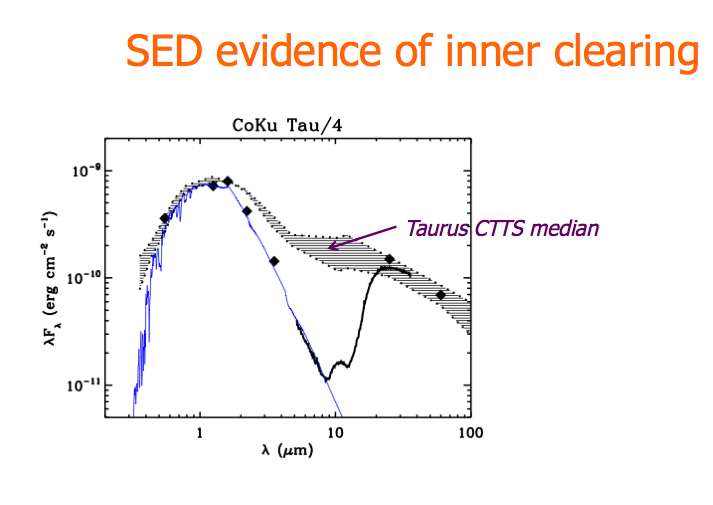 SED evidence of inner clearing
CoKu Tau/4
10⁻⁹
Taurus CTTS median
10⁻¹⁰
10⁻¹¹
λFλ (erg cm⁻² s⁻¹)
1 10 100
λ (μm)